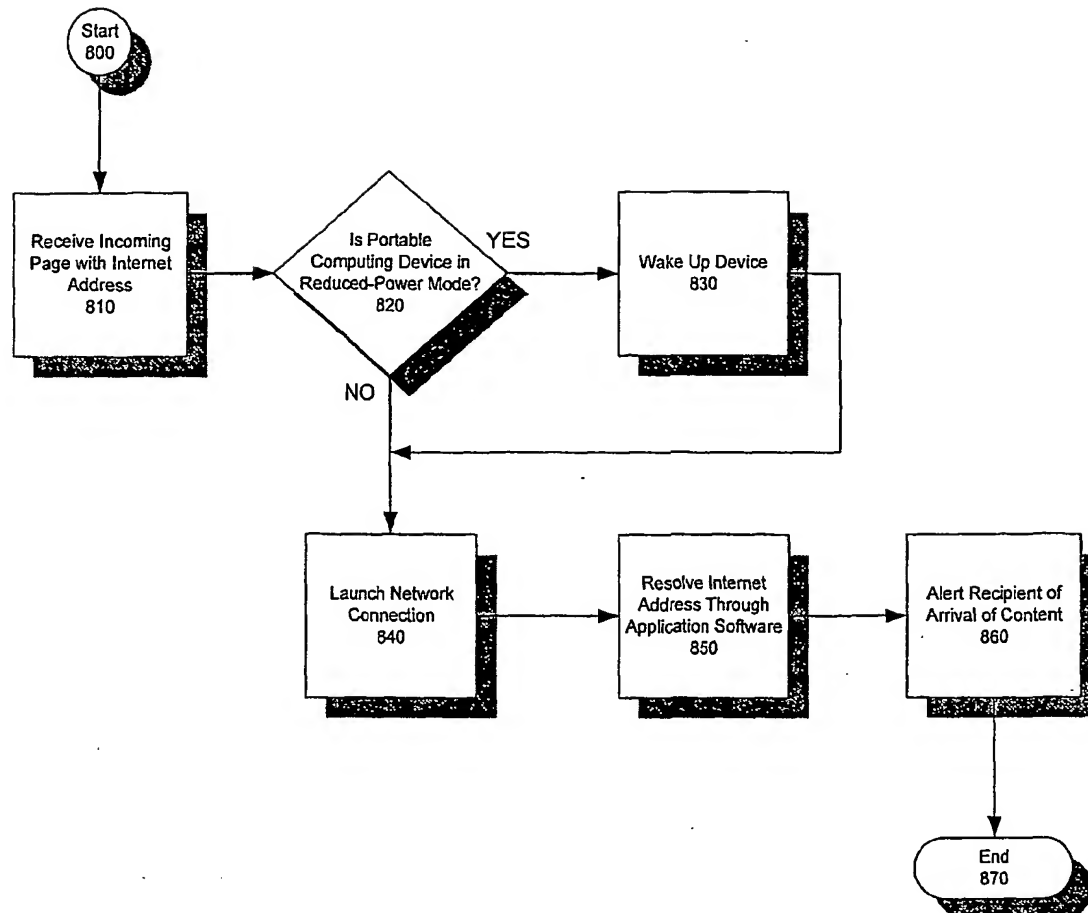 Start
800
Receive Incoming
Page with Internet
Address
810
Is Portable
Computing Device in
Reduced-Power Mode?
820
YES
Wake Up Device
830
NO
Launch Network
Connection
840
Resolve Internet
Address Through
Application Software
850
Alert Recipient of
Arrival of Content
860
End
870